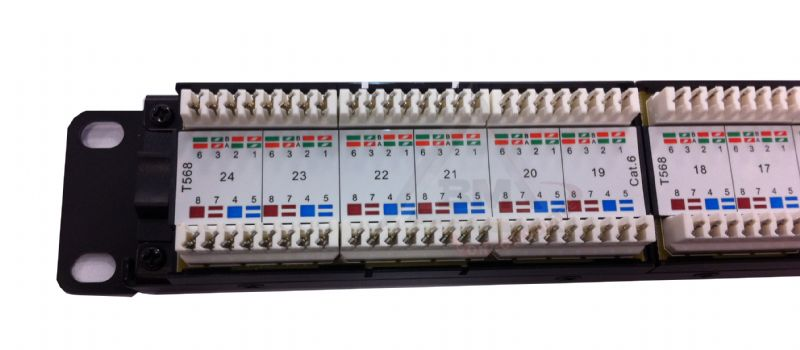 B B B B B B B B
A A A A A A A
6 3 2 1 6 3 2 1 6 3 2 1 6 3 2 1 6 3 2 1 6 3 2 1 6 3 2 1 6 3 2 1
T568 24 23 22 21 20 19 Cat.6 T568 18 17
8 7 4 5 8 7 4 5 8 7 4 5 8 7 4 5 8 7 4 5 8 7 4 5 8 7 4 5 8 7 4 5